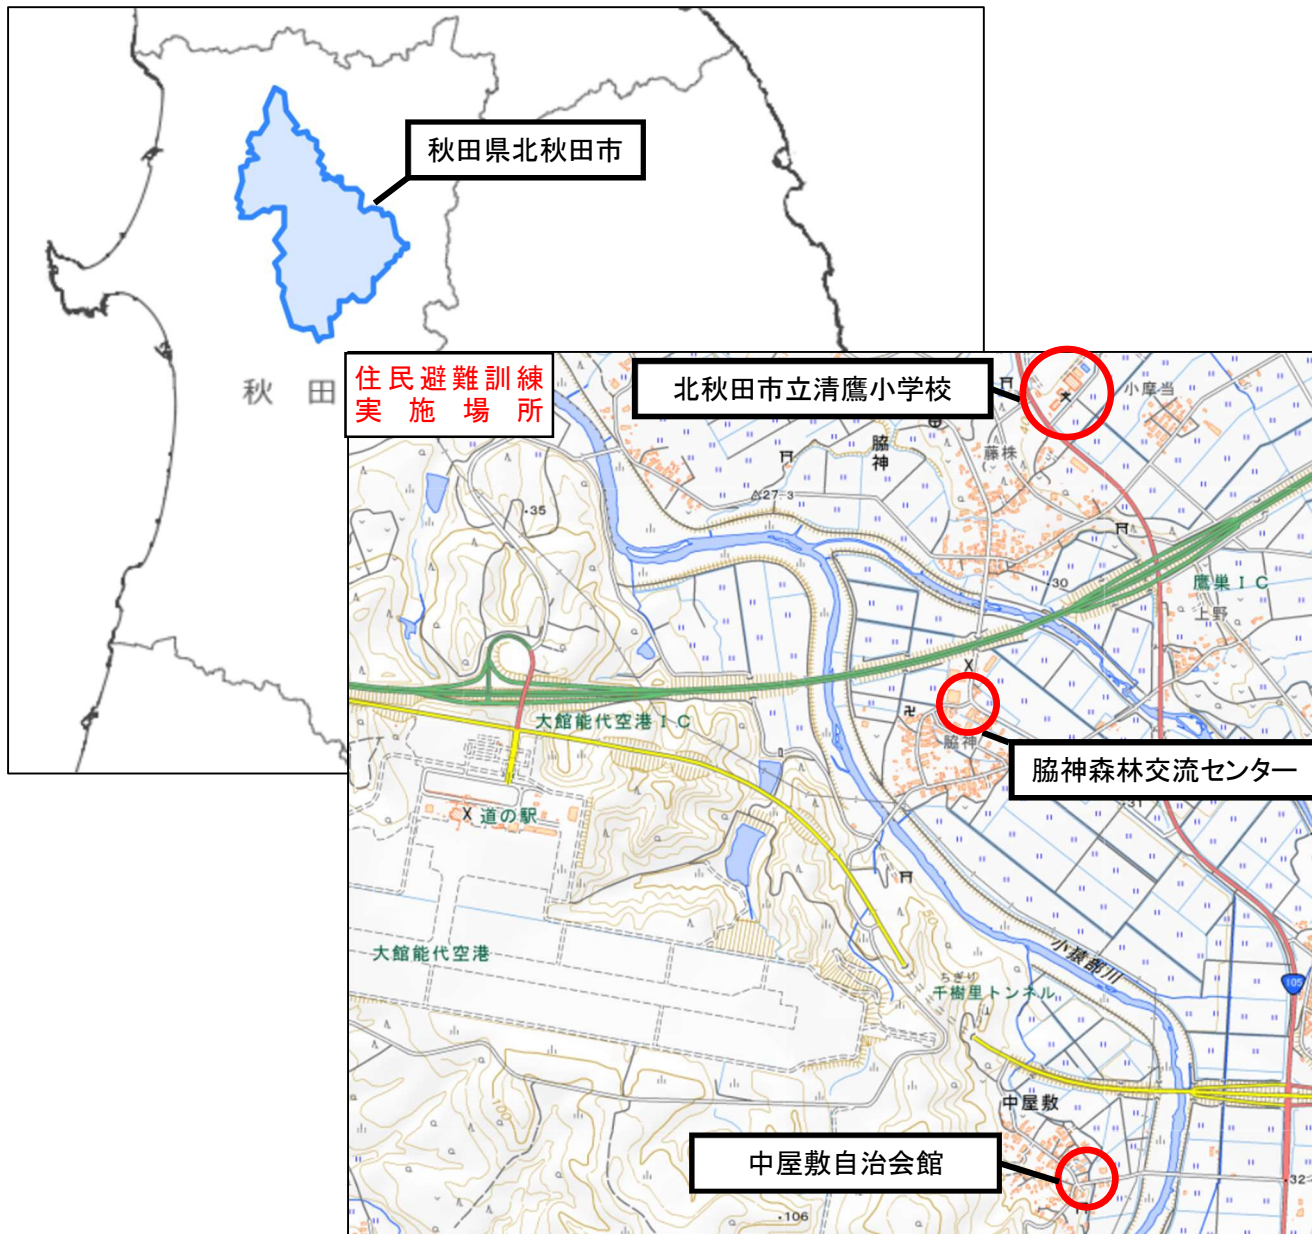 秋田県北秋田市
秋田
住民避難訓練
実施場所
北秋田市立清鷹小学校
小摩当
脇神
藤株
27.3
・35
・30
鷹巣IC
上野
大館能代空港IC
脇神
脇神森林交流センター
・31
道の駅
50
大館能代空港
小猿部川
ちぎり
千樹里トンネル
105
100
中屋敷
中屋敷自治会館
・32
・106